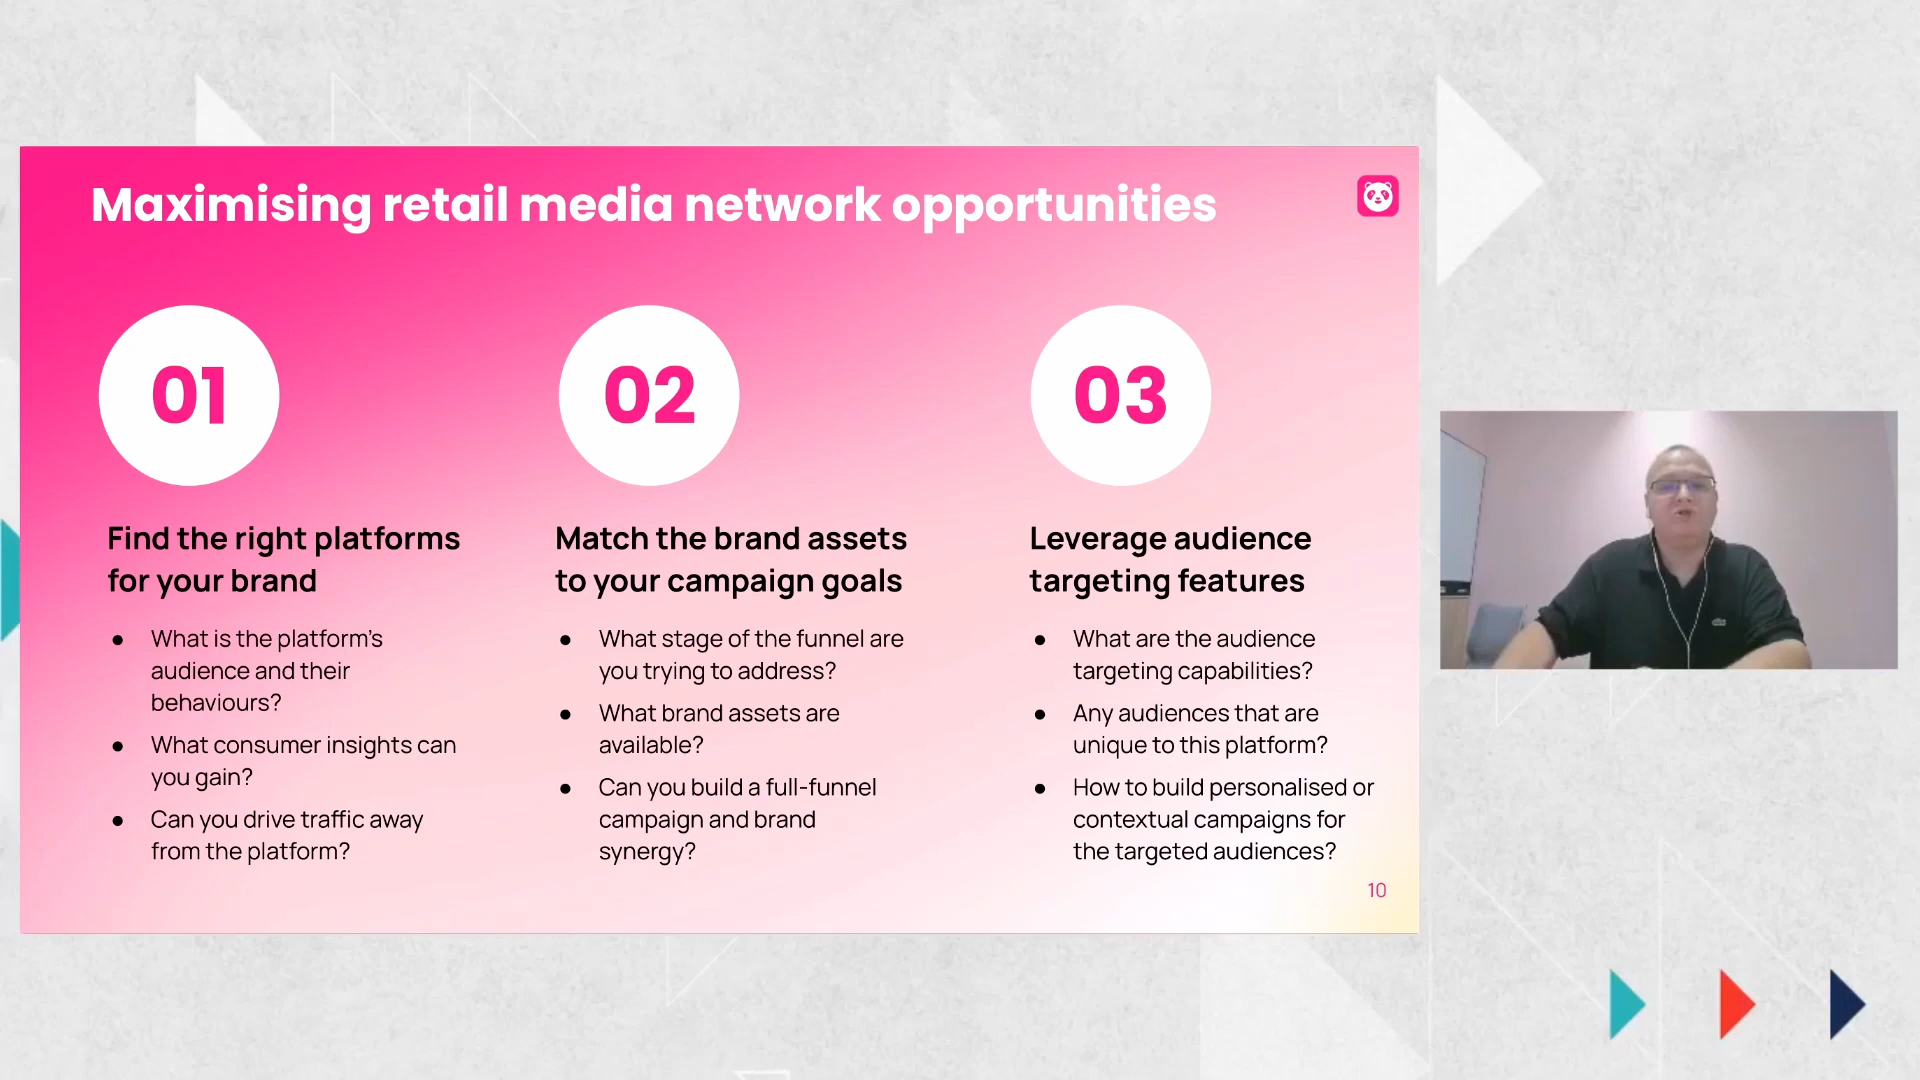 Maximising retail media network opportunities
01
Find the right platforms
for your brand
● What is the platform's
audience and their
behaviours?
● What consumer insights can
you gain?
● Can you drive traffic away
from the platform?
02
Match the brand assets
to your campaign goals
● What stage of the funnel are
you trying to address?
● What brand assets are
available?
● Can you build a full-funnel
campaign and brand
synergy?
03
Leverage audience
targeting features
● What are the audience
targeting capabilities?
● Any audiences that are
unique to this platform?
● How to build personalised or
contextual campaigns for
the targeted audiences?
10